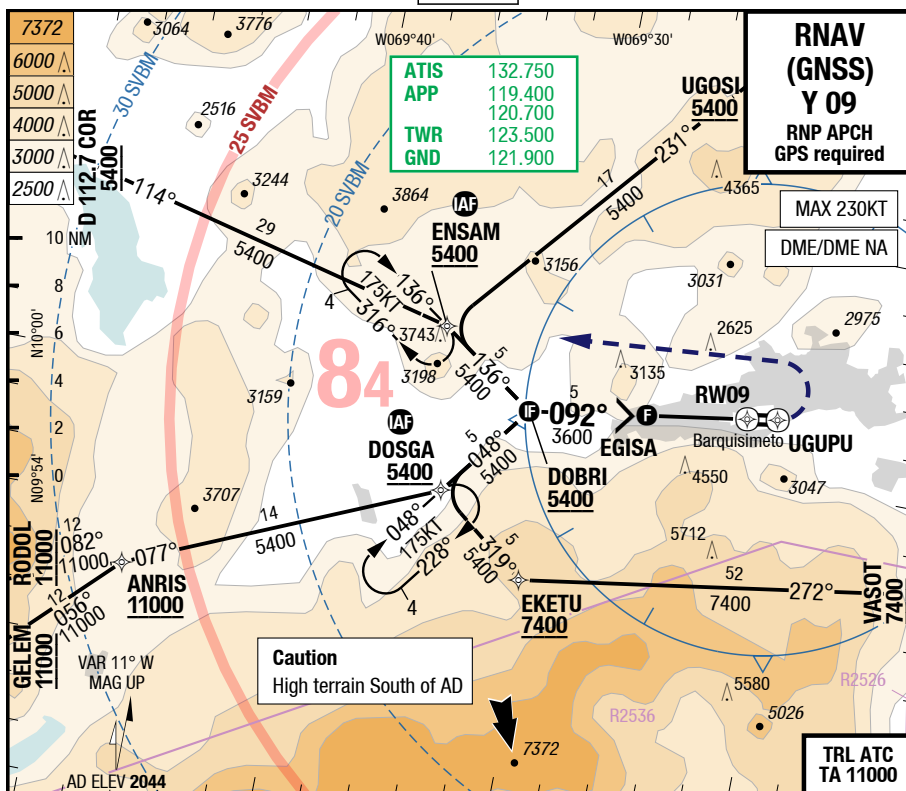 7372
6000
5000
4000
3000
2500
3064
3776
W069°40'
W069°30'
RNAV
(GNSS)
Y 09
RNP APCH
GPS required
30 SVBM
25 SVBM
20 SVBM
ATIS 132.750
APP 119.400
120.700
TWR 123.500
GND 121.900
UGOSI
5400
231°
17
5400
2516
D 112.7 COR
5400
114°
29
5400
3244
3864
4365
MAX 230KT
DME/DME NA
IAF
ENSAM
5400
3156
3031
10 NM
8
6
4
2
0
N10°00'
N09°54'
136°
175KT
316°
4
3743
3198
5
136°
5400
2625
2975
3135
3159
84
5
IF
092°
3600
F
RW09
EGISA
Barquisimeto
UGUPU
IAF
DOSGA
5400
5
048°
5400
DOBRI
5400
4550
3047
3707
14
5400
048°
175KT
228°
4
5
319°
5400
5712
RODOL
11000
12
082°
11000
077°
ANRIS
11000
12
056°
11000
GELEM
11000
EKETU
7400
52
7400
272°
VASOT
7400
VAR 11° W
MAG UP
Caution
High terrain South of AD
5580
R2526
R2536
5026
7372
AD ELEV 2044
TRL ATC
TA 11000